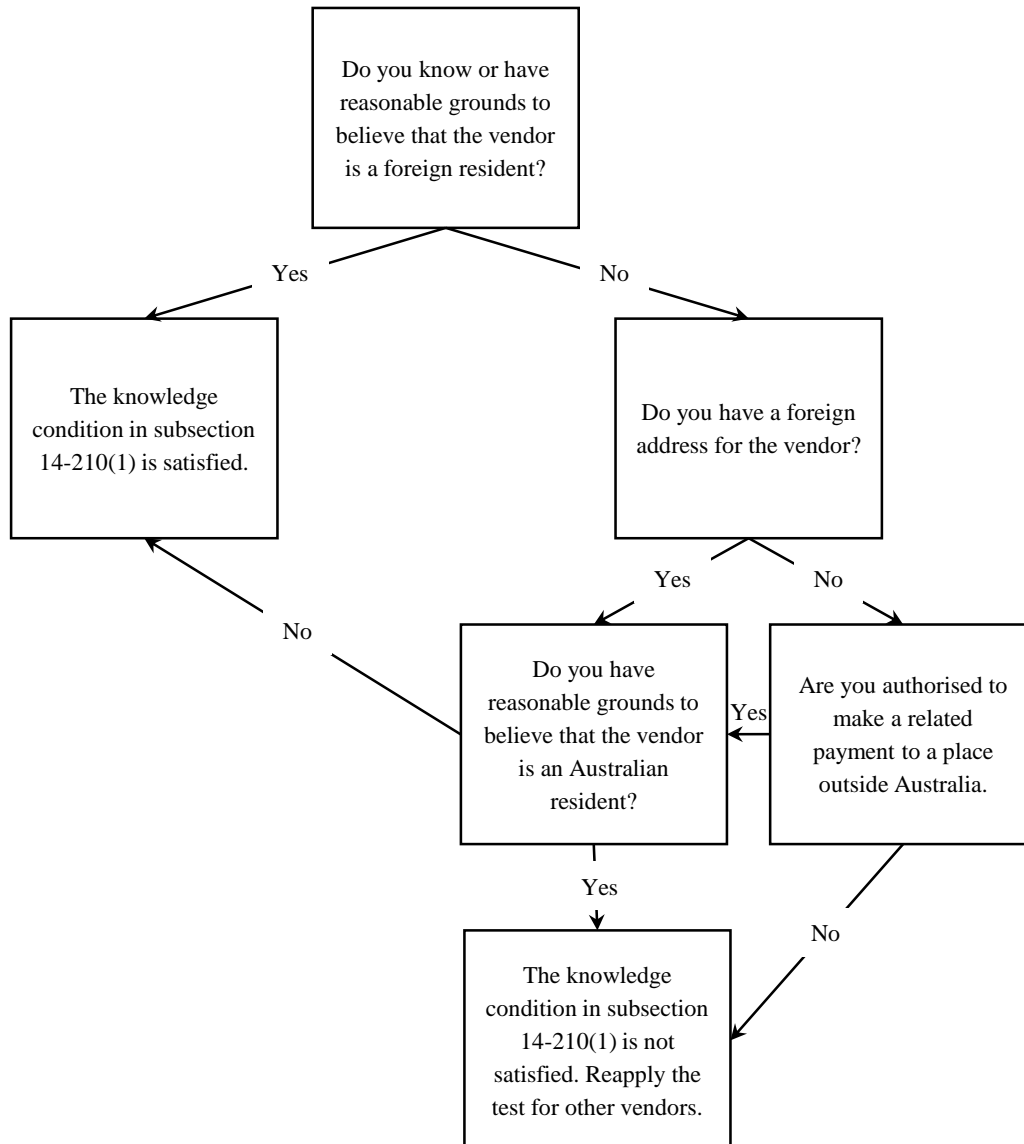 Do you know or have
reasonable grounds to
believe that the vendor
is a foreign resident?
Yes
No
The knowledge
condition in subsection
14-210(1) is satisfied.
Do you have a foreign
address for the vendor?
Yes
No
No
Do you have
reasonable grounds to
believe that the vendor
is an Australian
resident?
Yes
Are you authorised to
make a related
payment to a place
outside Australia.
Yes
No
The knowledge
condition in subsection
14-210(1) is not
satisfied. Reapply the
test for other vendors.